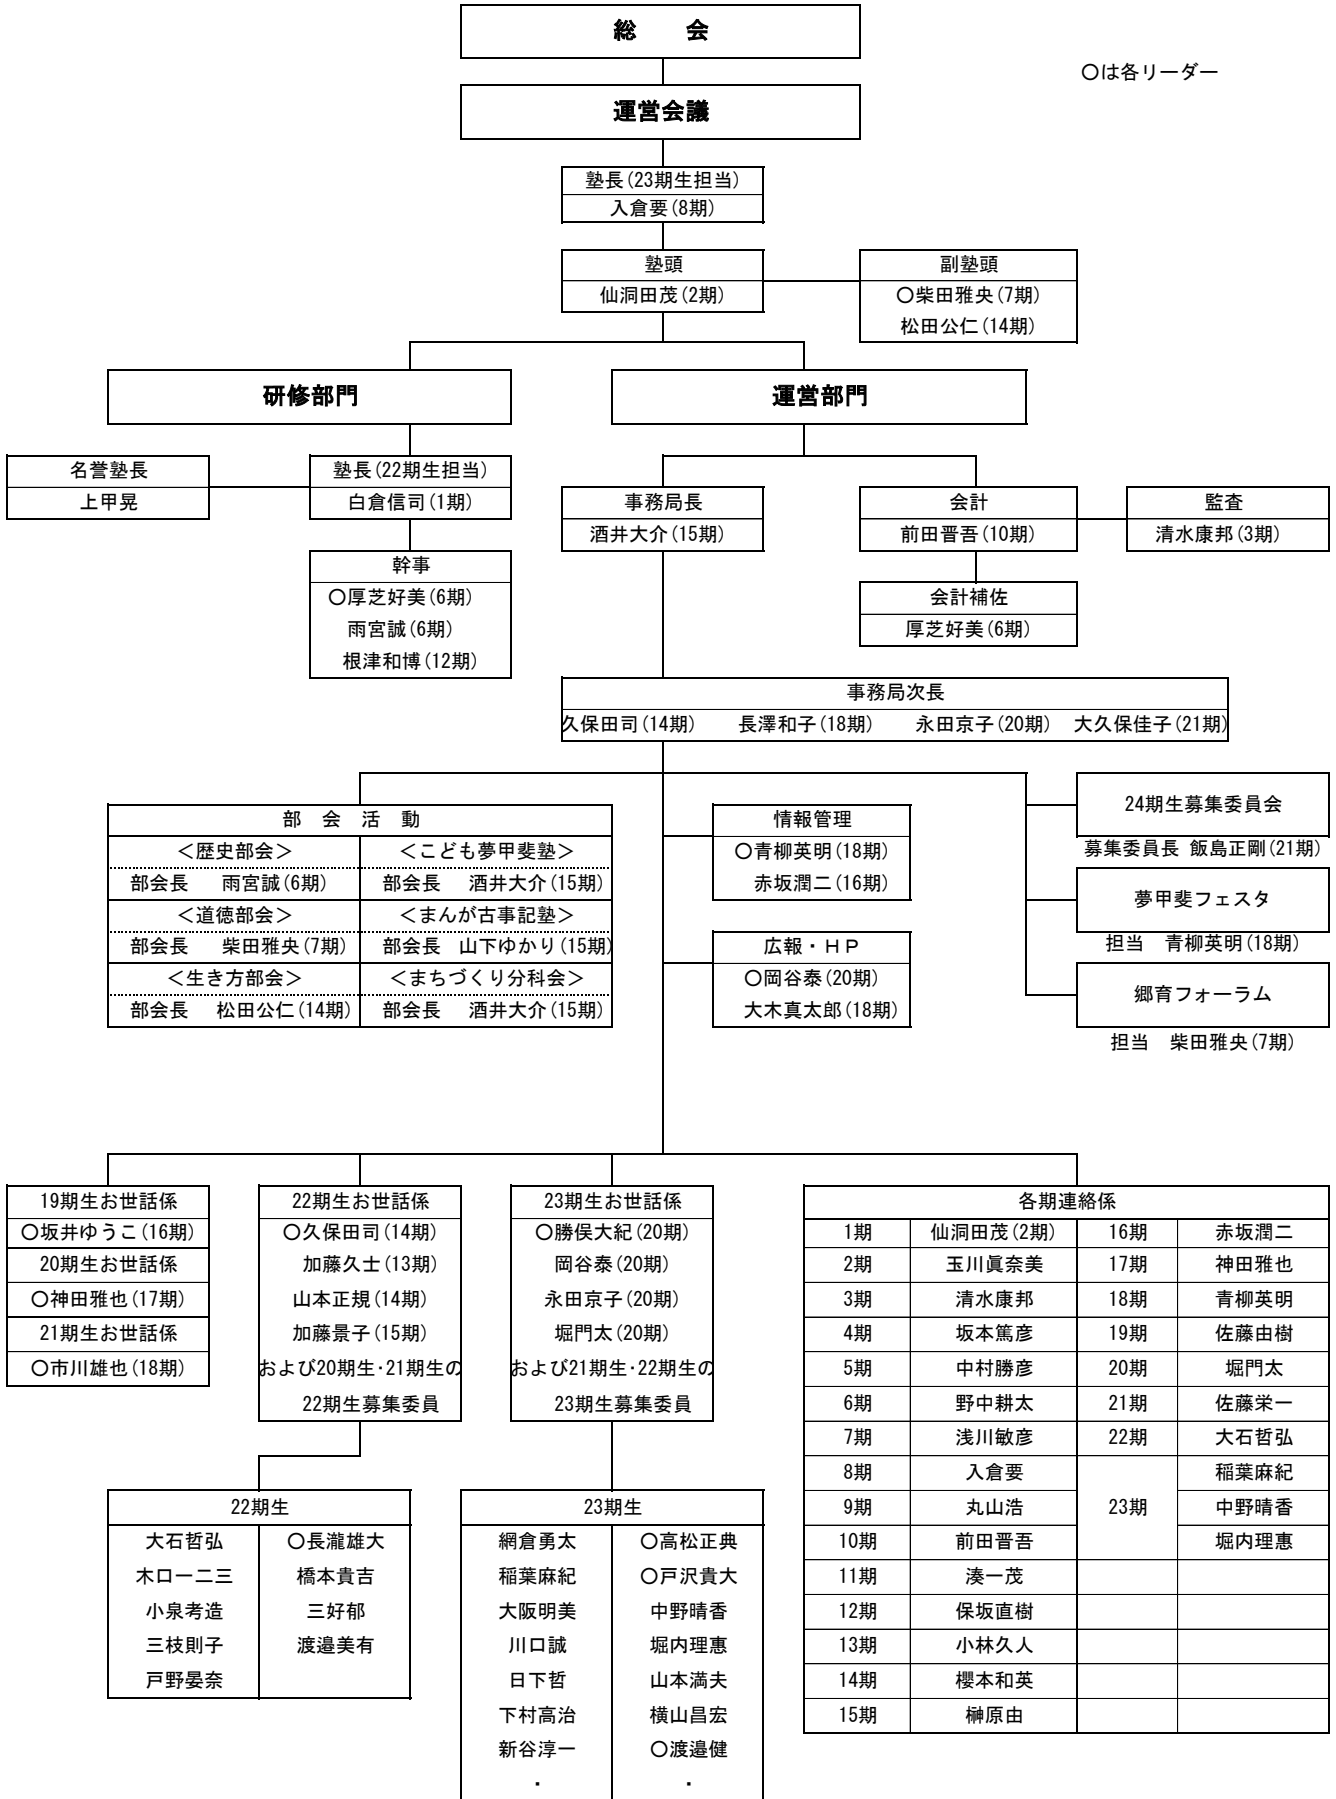 総　　会
〇は各リーダー
運営会議
塾長(23期生担当)
入倉要(8期)
塾頭
仙洞田茂(2期)
副塾頭
〇柴田雅央(7期)
松田公仁(14期)
研修部門
運営部門
名誉塾長
上甲晃
塾長(22期生担当)
白倉信司(1期)
幹事
〇厚芝好美(6期)
雨宮誠(6期)
根津和博(12期)
事務局長
酒井大介(15期)
会計
前田晋吾(10期)
監査
清水康邦(3期)
会計補佐
厚芝好美(6期)
事務局次長
久保田司(14期)　長澤和子(18期)　永田京子(20期)　大久保佳子(21期)
部　会　活　動
＜歴史部会＞　＜こども夢甲斐塾＞
部会長　雨宮誠(6期)　部会長　酒井大介(15期)
＜道徳部会＞　＜まんが古事記塾＞
部会長　柴田雅央(7期)　部会長　山下ゆかり(15期)
＜生き方部会＞　＜まちづくり分科会＞
部会長　松田公仁(14期)　部会長　酒井大介(15期)
情報管理
〇青柳英明(18期)
赤坂潤二(16期)
広報・ＨＰ
〇岡谷泰(20期)
大木真太郎(18期)
24期生募集委員会
募集委員長 飯島正剛(21期)
夢甲斐フェスタ
担当　青柳英明(18期)
郷育フォーラム
担当　柴田雅央(7期)
19期生お世話係
〇坂井ゆうこ(16期)
20期生お世話係
〇神田雅也(17期)
21期生お世話係
〇市川雄也(18期)
22期生お世話係
〇久保田司(14期)
加藤久士(13期)
山本正規(14期)
加藤景子(15期)
および20期生・21期生の
22期生募集委員
23期生お世話係
〇勝俣大紀(20期)
岡谷泰(20期)
永田京子(20期)
堀門太(20期)
および21期生・22期生の
23期生募集委員
各期連絡係
1期　仙洞田茂(2期)　16期　赤坂潤二
2期　玉川眞奈美　17期　神田雅也
3期　清水康邦　18期　青柳英明
4期　坂本篤彦　19期　佐藤由樹
5期　中村勝彦　20期　堀門太
6期　野中耕太　21期　佐藤栄一
7期　浅川敏彦　22期　大石哲弘
8期　入倉要　稲葉麻紀
9期　丸山浩　23期　中野晴香
10期　前田晋吾　堀内理恵
11期　湊一茂
12期　保坂直樹
13期　小林久人
14期　櫻本和英
15期　榊原由
22期生
大石哲弘　〇長瀧雄大
木口一二三　橋本貴吉
小泉考造　三好郁
三枝則子　渡邉美有
戸野晏奈
23期生
網倉勇太　〇高松正典
稲葉麻紀　〇戸沢貴大
大阪明美　中野晴香
川口誠　堀内理恵
日下哲　山本満夫
下村高治　横山昌宏
新谷淳一　〇渡邉健
・　・